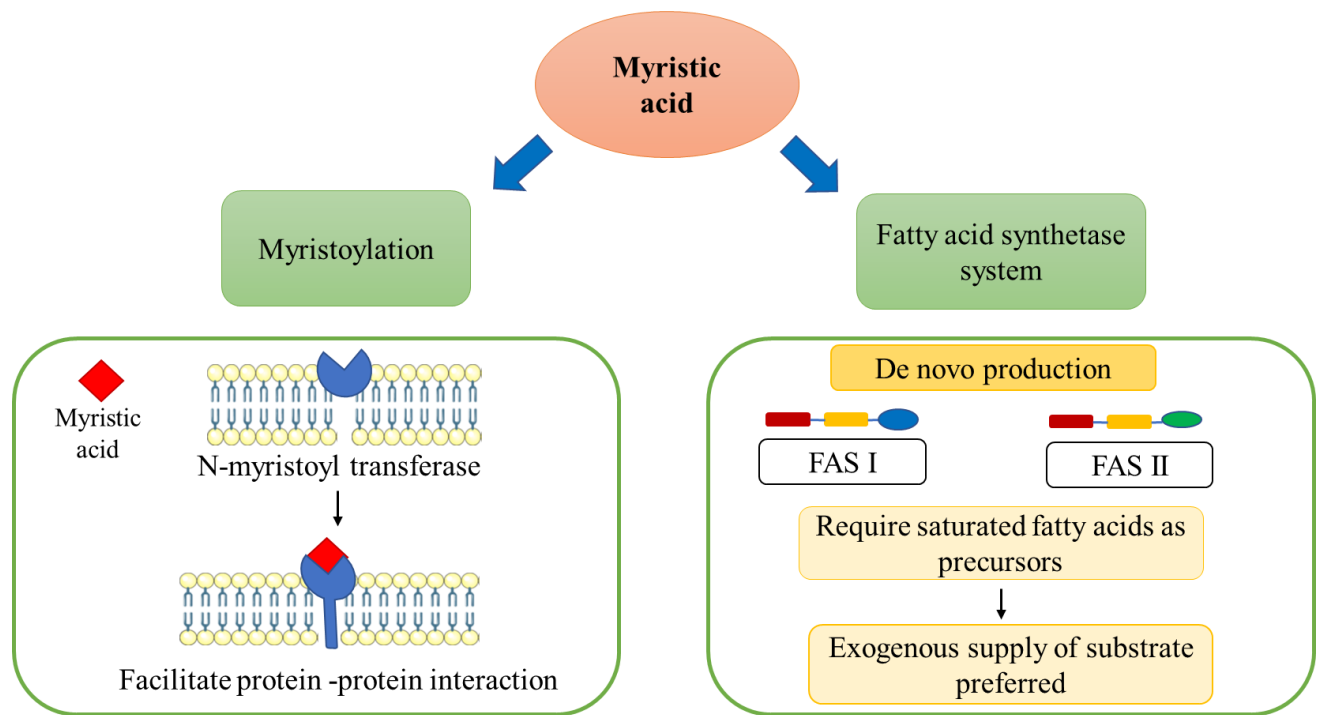 Myristic
acid
Myristoylation
Fatty acid synthetase
system
Myristic
acid
N-myristoyl transferase
Facilitate protein -protein interaction
De novo production
FAS I
FAS II
Require saturated fatty acids as
precursors
Exogenous supply of substrate
preferred